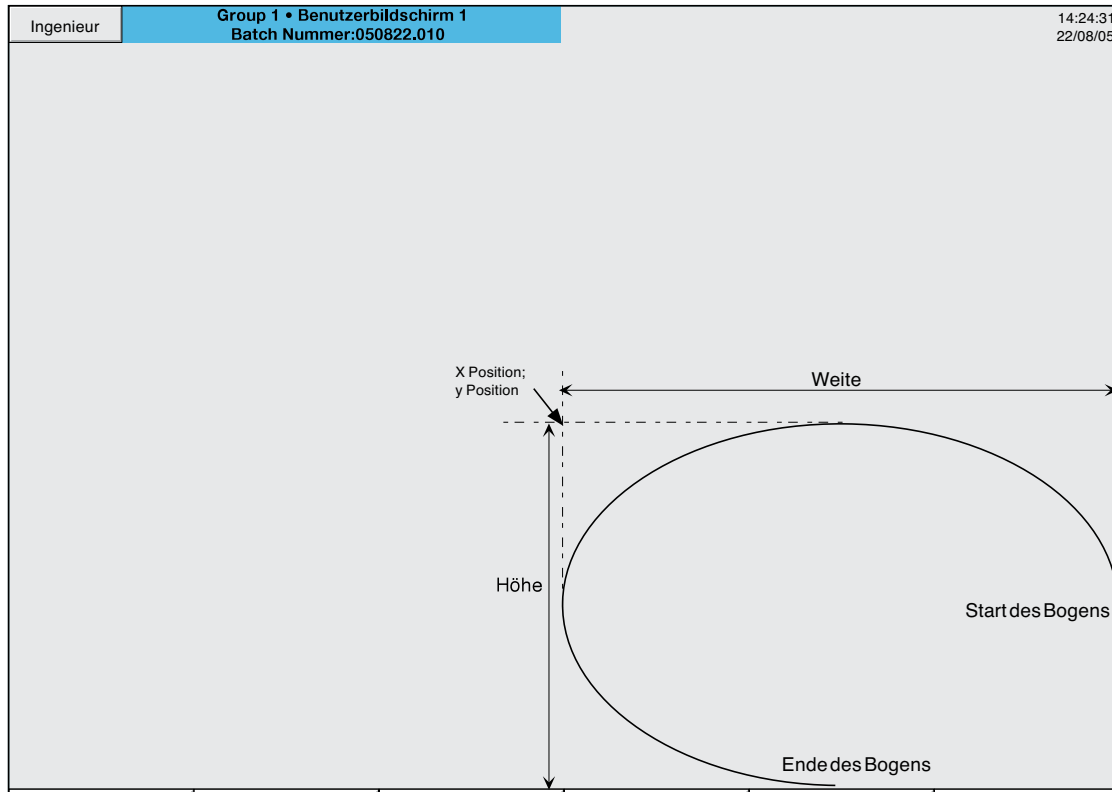 Ingenieur
Group 1 • Benutzerbildschirm 1
Batch Nummer:050822.010
14:24:31
22/08/05
X Position;
y Position
Weite
Höhe
Start des Bogens
Ende des Bogens